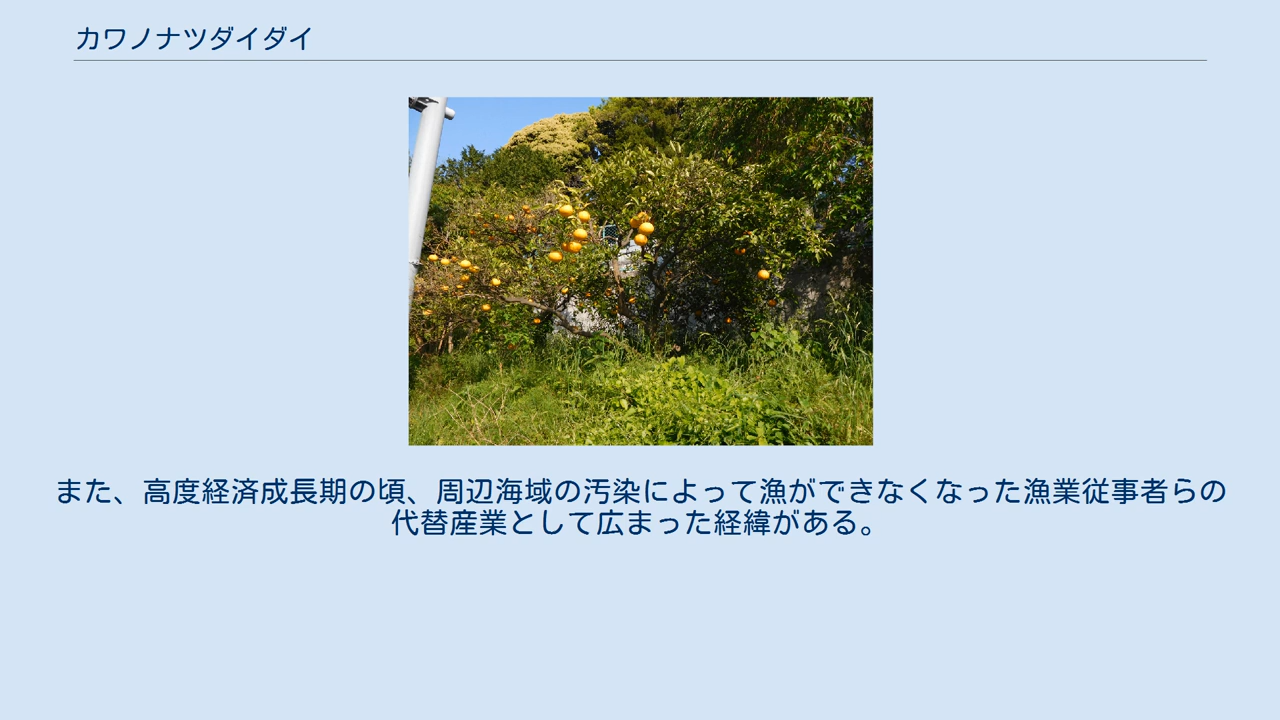 カワノナツダイダイ
また、高度経済成長期の頃、周辺海域の汚染によって漁ができなくなった漁業従事者らの
代替産業として広まった経緯がある。